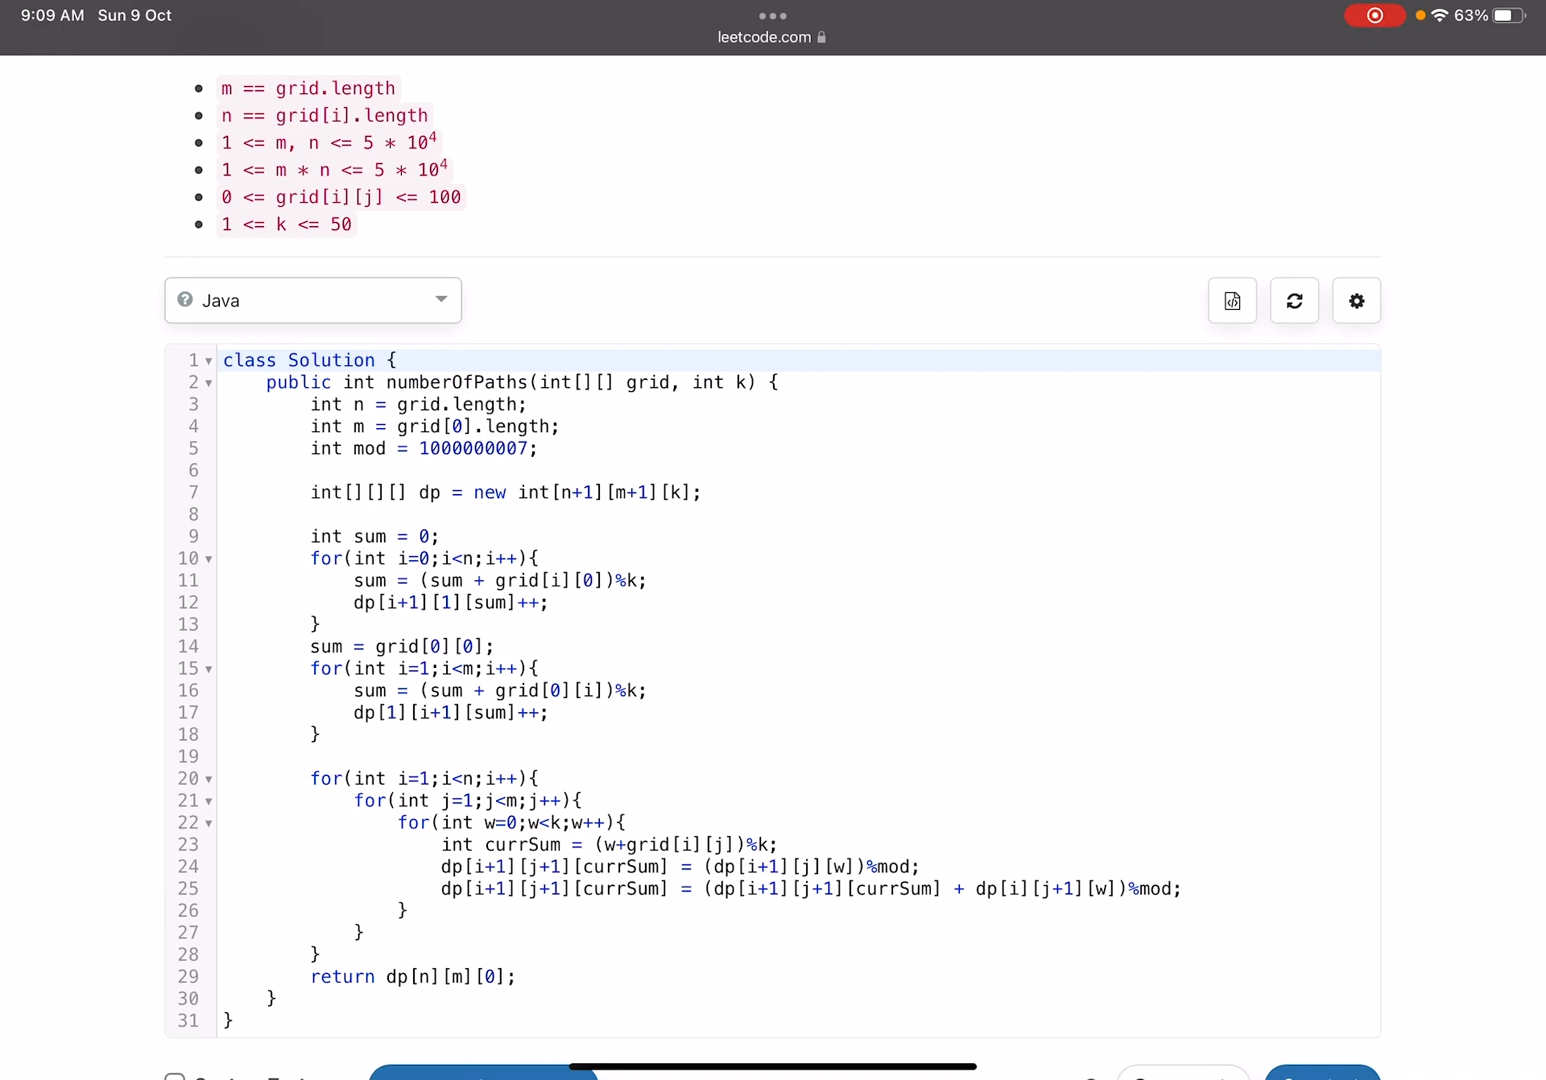 9:09 AM Sun 9 Oct
63%
leetcode.com
m == grid.length
n == grid[i].length
1 <= m, n <= 5 * 10⁴
1 <= m * n <= 5 * 10⁴
0 <= grid[i][j] <= 100
1 <= k <= 50
Java
1 class Solution {
2     public int numberOfPaths(int[][] grid, int k) {
3         int n = grid.length;
4         int m = grid[0].length;
5         int mod = 1000000007;
6
7         int[][][] dp = new int[n+1][m+1][k];
8
9         int sum = 0;
10         for(int i=0;i<n;i++){
11             sum = (sum + grid[i][0])%k;
12             dp[i+1][1][sum]++;
13         }
14         sum = grid[0][0];
15         for(int i=1;i<m;i++){
16             sum = (sum + grid[0][i])%k;
17             dp[1][i+1][sum]++;
18         }
19
20         for(int i=1;i<n;i++){
21             for(int j=1;j<m;j++){
22                 for(int w=0;w<k;w++){
23                     int currSum = (w+grid[i][j])%k;
24                     dp[i+1][j+1][currSum] = (dp[i+1][j][w])%mod;
25                     dp[i+1][j+1][currSum] = (dp[i+1][j+1][currSum] + dp[i][j+1][w])%mod;
26                 }
27             }
28         }
29         return dp[n][m][0];
30     }
31 }